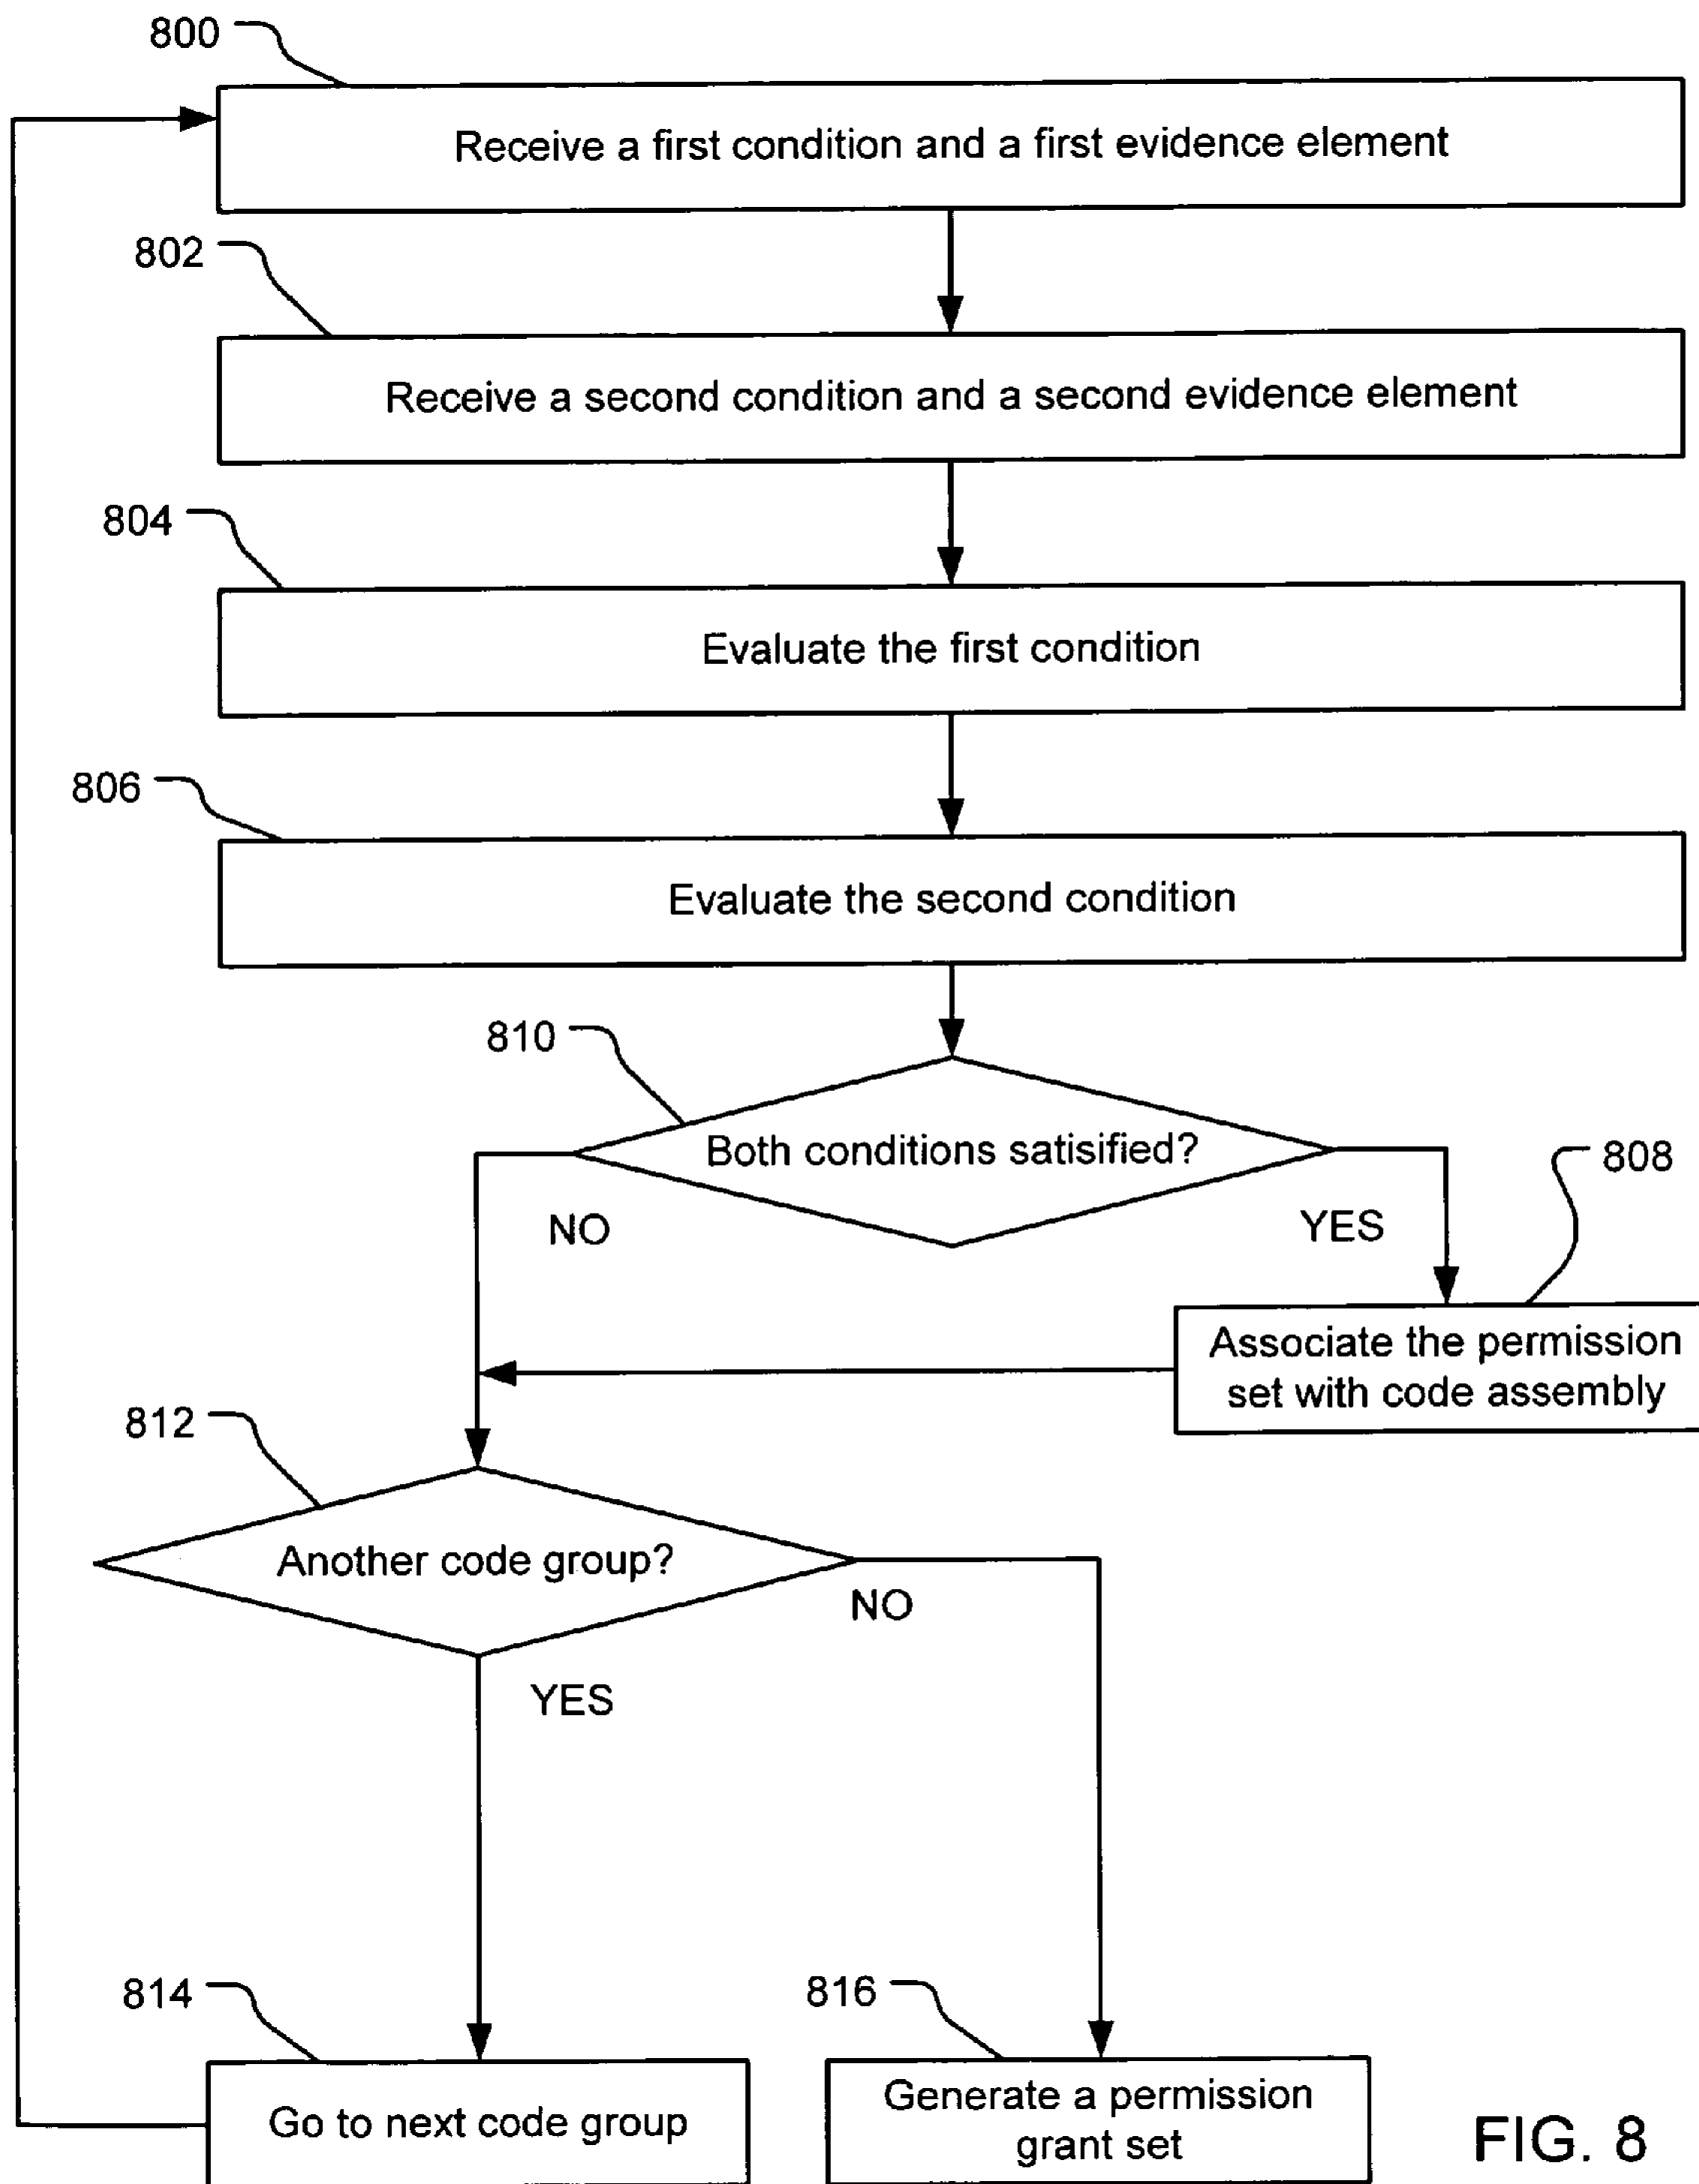 800
Receive a first condition and a first evidence element
802
Receive a second condition and a second evidence element
804
Evaluate the first condition
806
Evaluate the second condition
810
Both conditions satisified?
808
NO
YES
Associate the permission
set with code assembly
812
Another code group?
NO
YES
814
816
Go to next code group
Generate a permission
grant set
FIG. 8